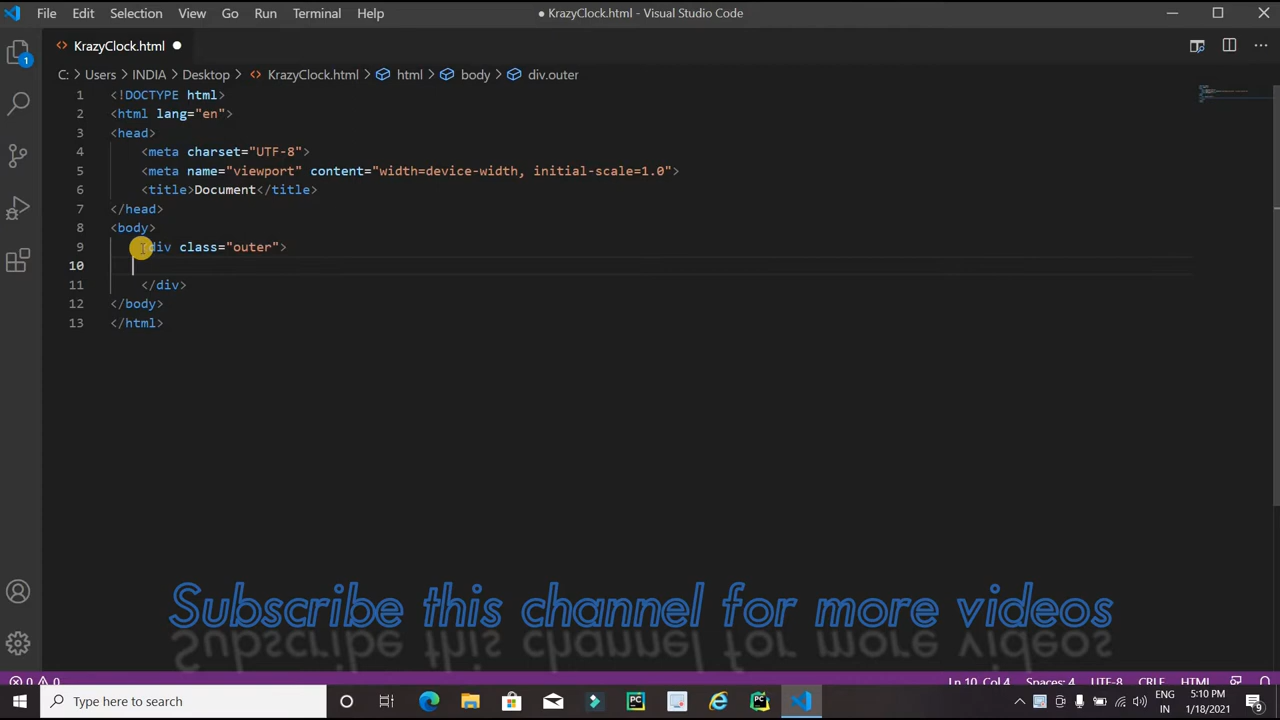 File Edit Selection View Go Run Terminal Help
● KrazyClock.html - Visual Studio Code
KrazyClock.html
C: > Users > INDIA > Desktop > KrazyClock.html > html > body > div.outer
1 <!DOCTYPE html>
2 <html lang="en">
3 <head>
4 <meta charset="UTF-8">
5 <meta name="viewport" content="width=device-width, initial-scale=1.0">
6 <title>Document</title>
7 </head>
8 <body>
9 <div class="outer">
10
11 </div>
12 </body>
13 </html>
1
Subscribe this channel for more videos
0 0 Ln 10, Col 4 Spaces: 4 UTF-8 CRLF HTML
Type here to search
PC
ENG
IN
5:10 PM
1/18/2021
9